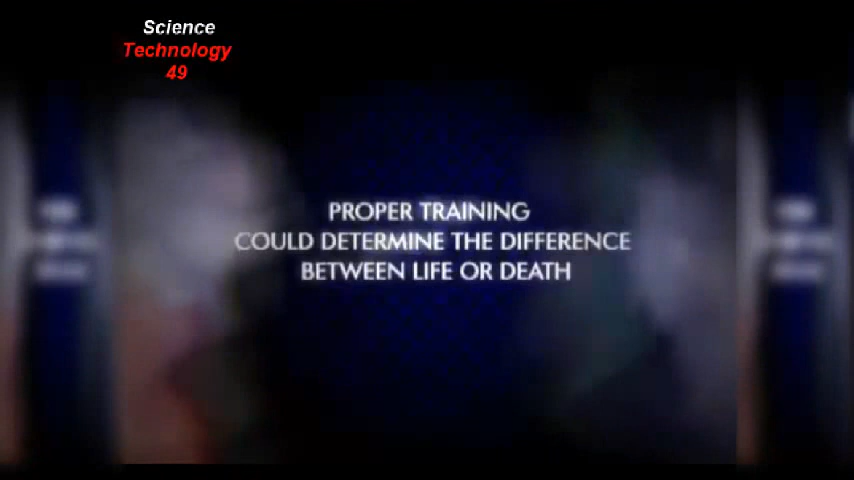 Science
Technology
49
PROPER TRAINING
COULD DETERMINE THE DIFFERENCE
BETWEEN LIFE OR DEATH